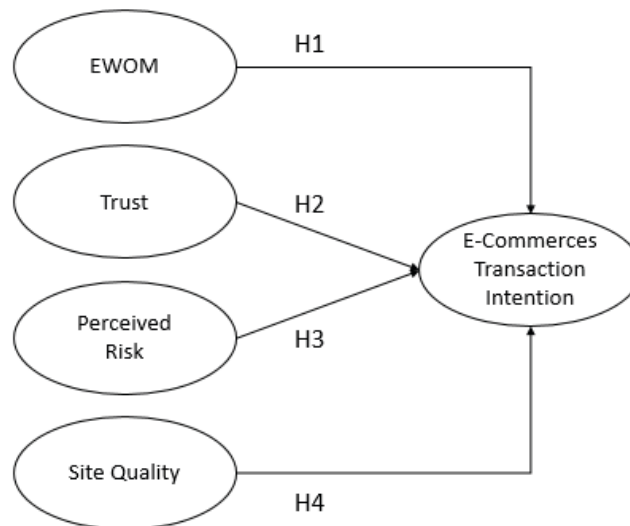 EWOM
H1
Trust
H2
E-Commerces
Transaction
Intention
Perceived
Risk
H3
Site Quality
H4